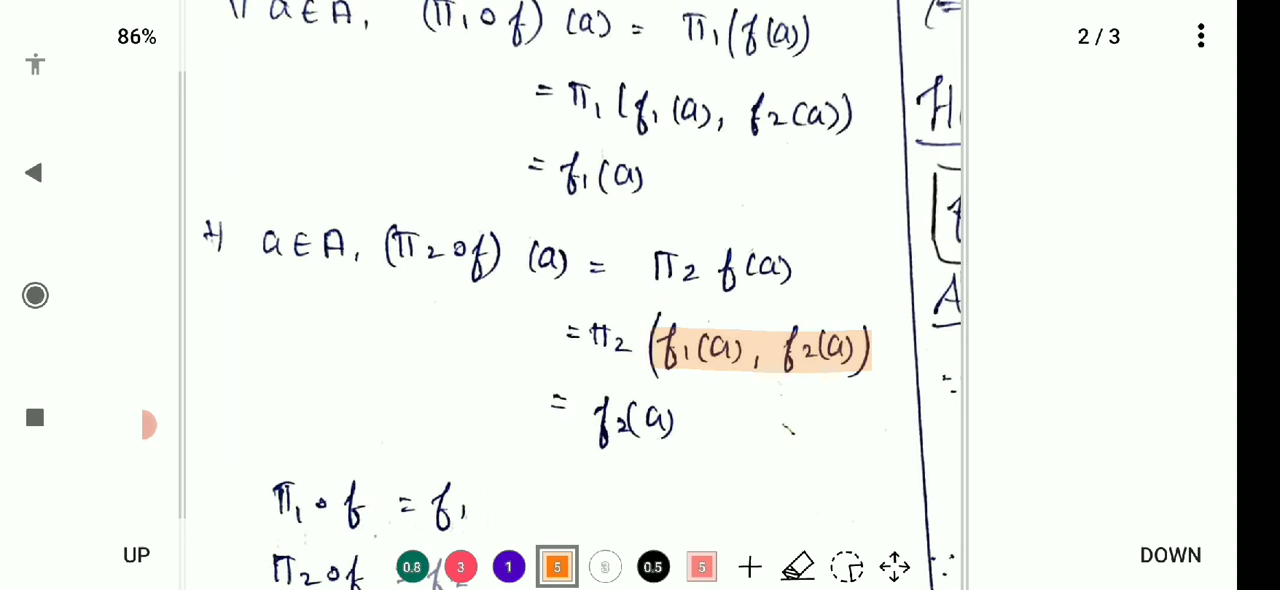 86%
2 / 3
a ∈ A, (π₁ o f) (a) = π₁(f(a))
= π₁ (f₁(a), f₂(a))
= f₁(a)
a ∈ A, (π₂ o f) (a) = π₂ f(a)
= π₂ (f₁(a), f₂(a))
= f₂(a)
π₁ o f = f₁
π₂ o f
H
A
UP
0.8 3 1 5 3 0.5 5
DOWN